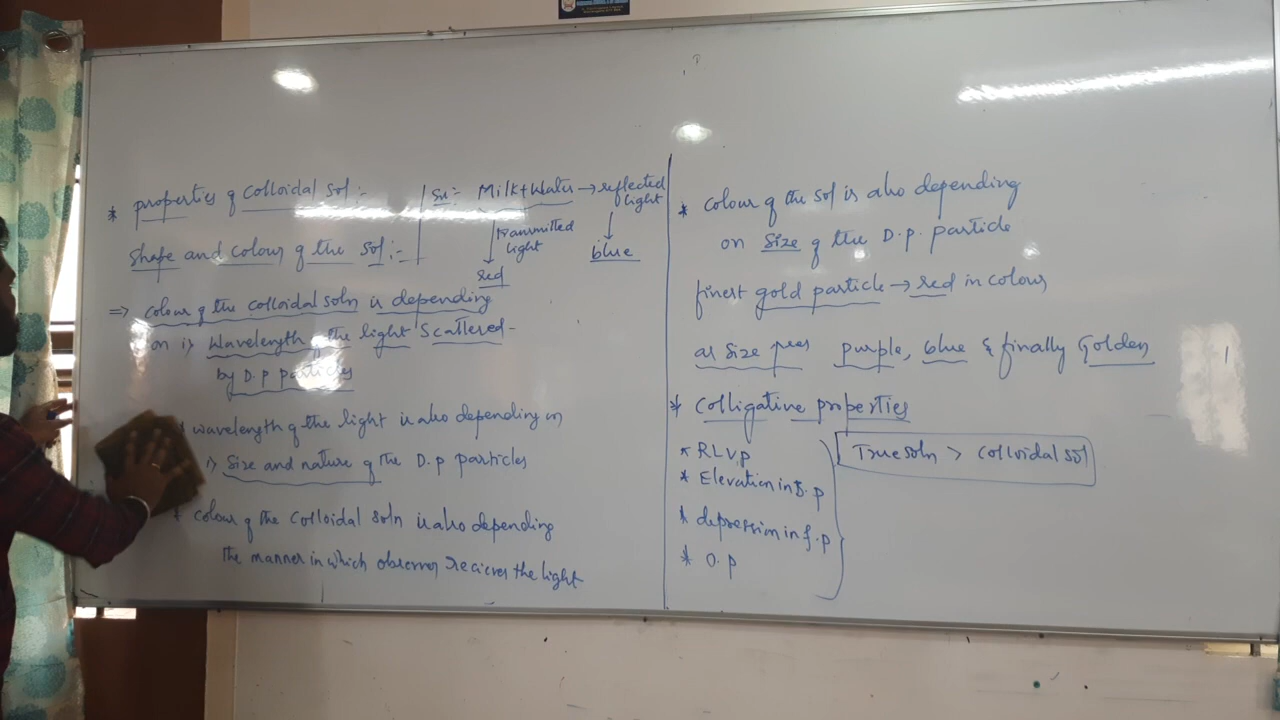 * properties of colloidal sol:-
shape and colour of the sol:-
Ex:- Milk+Water → reflected light
↓ transmitted light
red
↓
blue
⇒ colour of the colloidal soln is depending
on i> Wavelength of the light Scattered
by D.p particles
* wavelength of the light is also depending on
i> Size and nature of the D.p particles
* colour of the colloidal soln is also depending
the manner in which observer recieves the light
* colour of the sol is also depending
on size of the D.p. particle
finest gold particle → red in colour
as size purple, blue & finally Golden
* Colligative properties
* RLVp
* Elevation in B.p
* depression in f.p
* O.p
True soln > colloidal sol